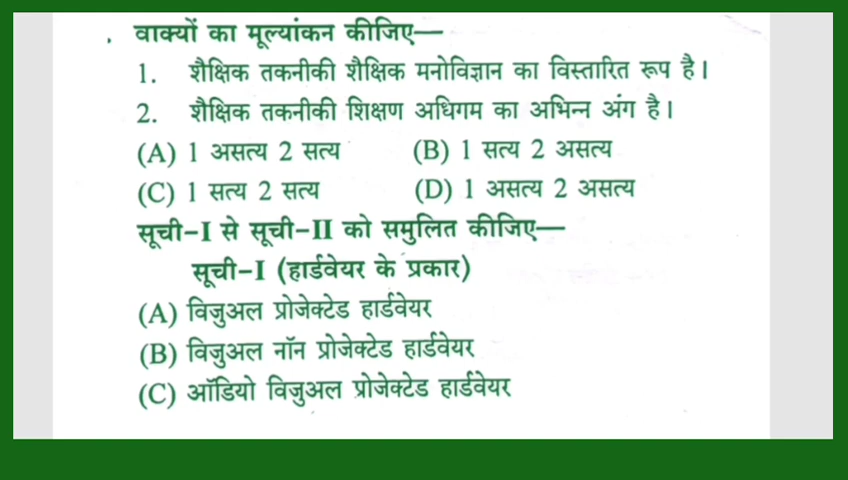 . वाक्यों का मूल्यांकन कीजिए—
1. शैक्षिक तकनीकी शैक्षिक मनोविज्ञान का विस्तारित रूप है।
2. शैक्षिक तकनीकी शिक्षण अधिगम का अभिन्न अंग है।
(A) 1 असत्य 2 सत्य (B) 1 सत्य 2 असत्य
(C) 1 सत्य 2 सत्य (D) 1 असत्य 2 असत्य
सूची–I से सूची–II को समुलित कीजिए—
सूची–I (हार्डवेयर के प्रकार)
(A) विजुअल प्रोजेक्टेड हार्डवेयर
(B) विजुअल नॉन प्रोजेक्टेड हार्डवेयर
(C) ऑडियो विजुअल प्रोजेक्टेड हार्डवेयर